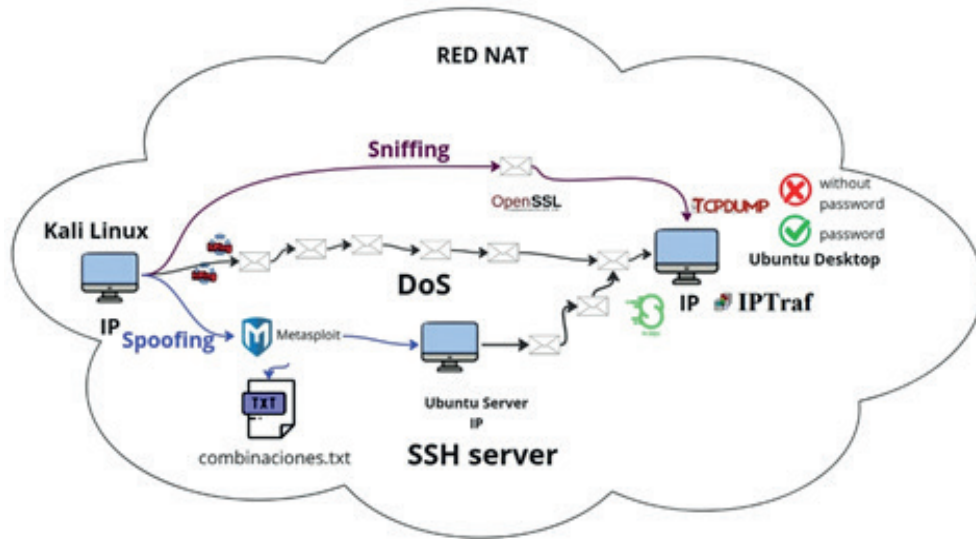 RED NAT
Sniffing
OpenSSL
TCPDUMP
without
password
password
Kali Linux
Ubuntu Desktop
DoS
IP
IPTraf
IP
Spoofing
Metasploit
TXT
Ubuntu Server
IP
combinaciones.txt
SSH server